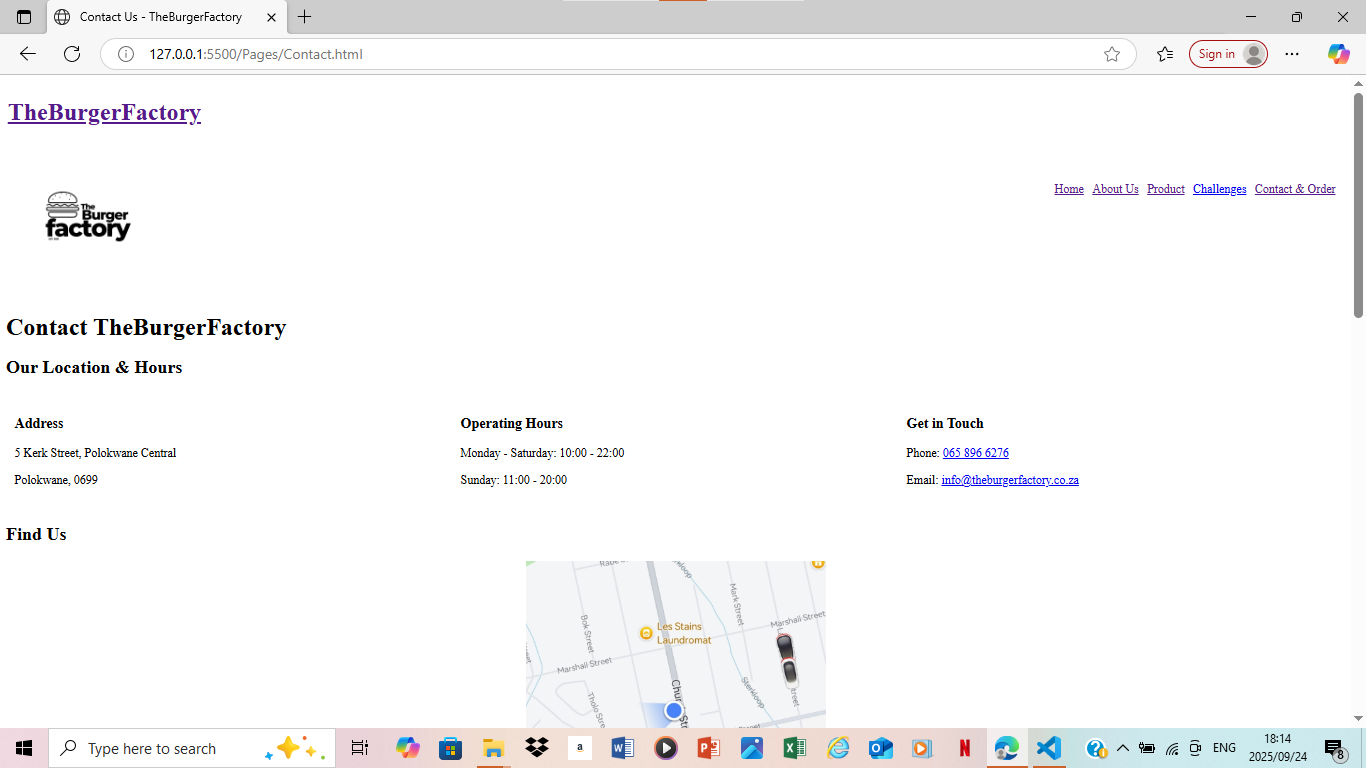 Contact Us - TheBurgerFactory
127.0.0.1:5500/Pages/Contact.html
Sign in
TheBurgerFactory
The
Burger
factory
Home About Us Product Challenges Contact & Order
Contact TheBurgerFactory
Our Location & Hours
Address
5 Kerk Street, Polokwane Central
Polokwane, 0699
Operating Hours
Monday - Saturday: 10:00 - 22:00
Sunday: 11:00 - 20:00
Get in Touch
Phone: 065 896 6276
Email: info@theburgerfactory.co.za
Find Us
Sterkloop
Mark Street
Marshall Street
Bok Street
Les Stains
Laundromat
Marshall Street
Sterkloop
Type here to search
a
N
ENG
18:14
2025/09/24
8